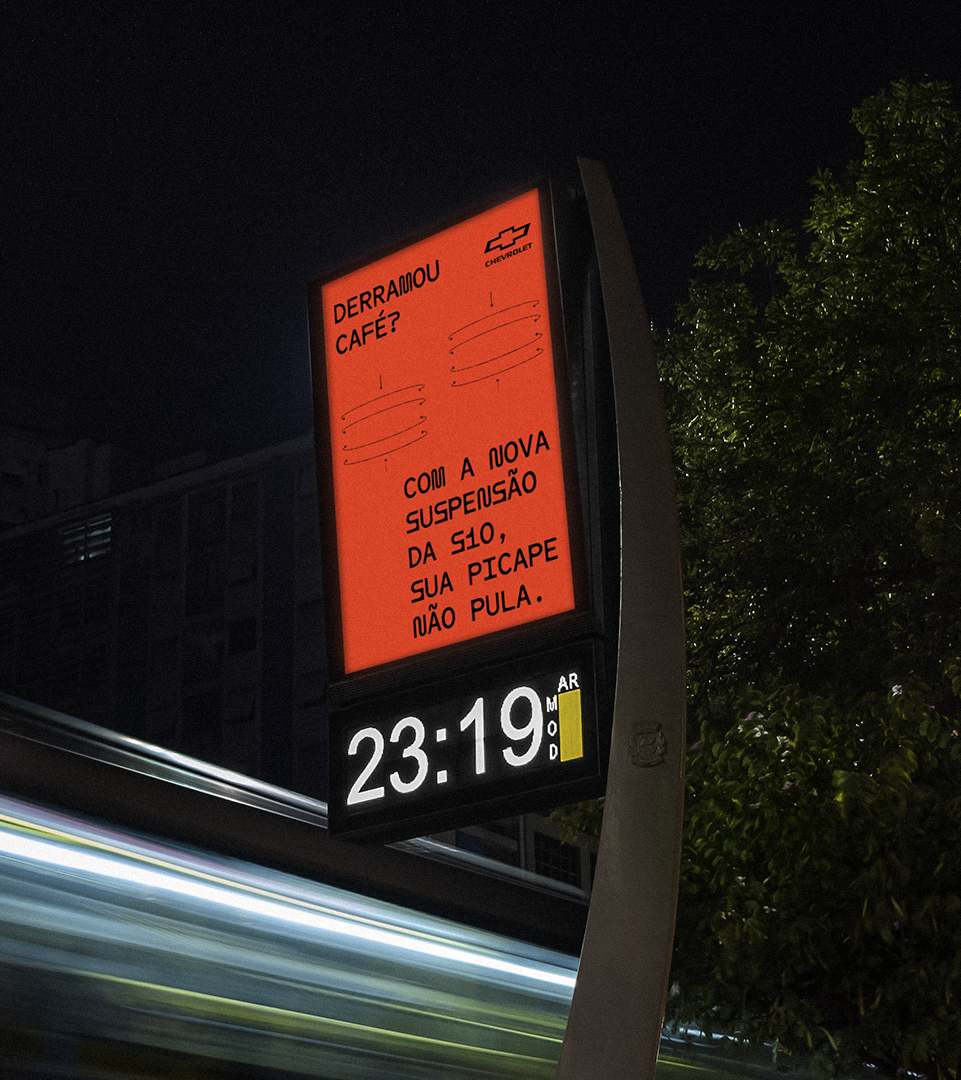 DERRAMOU
CAFÉ?
CHEVROLET
COM A NOVA
SUSPENSÃO
DA S10,
SUA PICAPE
NÃO PULA.
23:19
AR
MOD